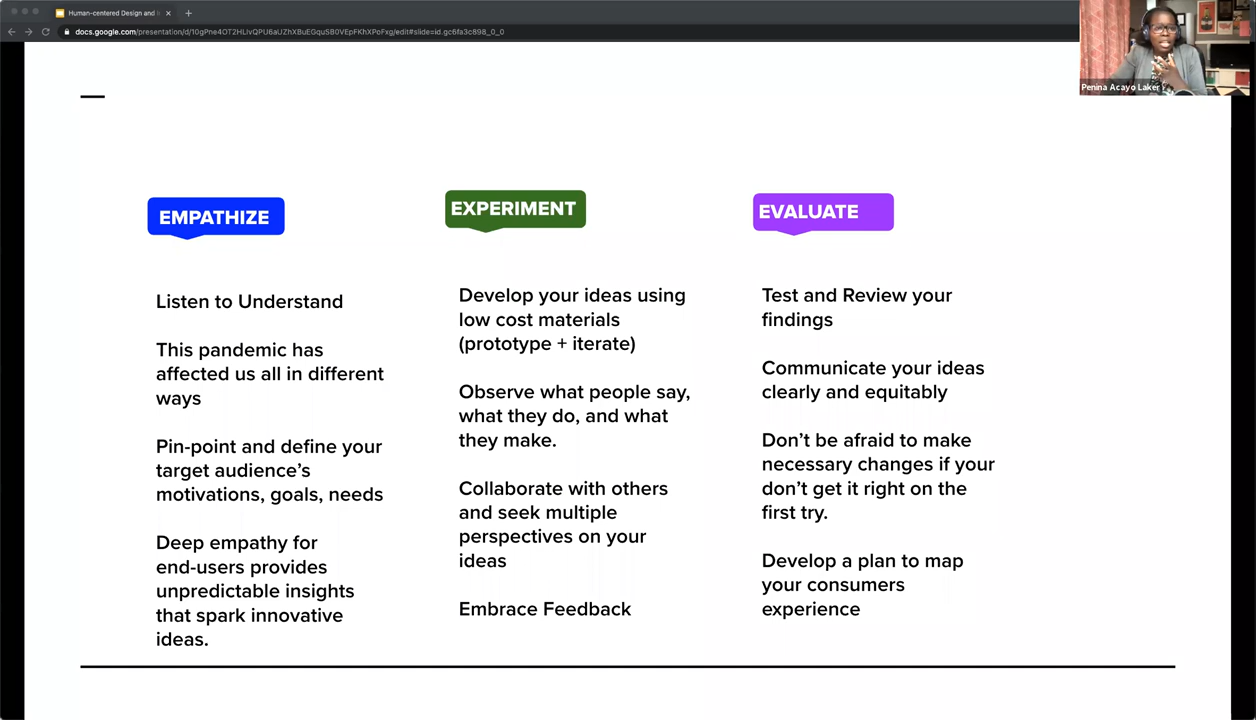 Human-centered Design and
docs.google.com/presentation/d/10gPne4OT2HLivQPU6aUZhXBuEGquSB0VEpFKhXPoFxg/edit#slide=id.gc6fa3c898_0_0
Penina Acayo Laker
EMPATHIZE
Listen to Understand
This pandemic has
affected us all in different
ways
Pin-point and define your
target audience’s
motivations, goals, needs
Deep empathy for
end-users provides
unpredictable insights
that spark innovative
ideas.
EXPERIMENT
Develop your ideas using
low cost materials
(prototype + iterate)
Observe what people say,
what they do, and what
they make.
Collaborate with others
and seek multiple
perspectives on your
ideas
Embrace Feedback
EVALUATE
Test and Review your
findings
Communicate your ideas
clearly and equitably
Don’t be afraid to make
necessary changes if your
don’t get it right on the
first try.
Develop a plan to map
your consumers
experience